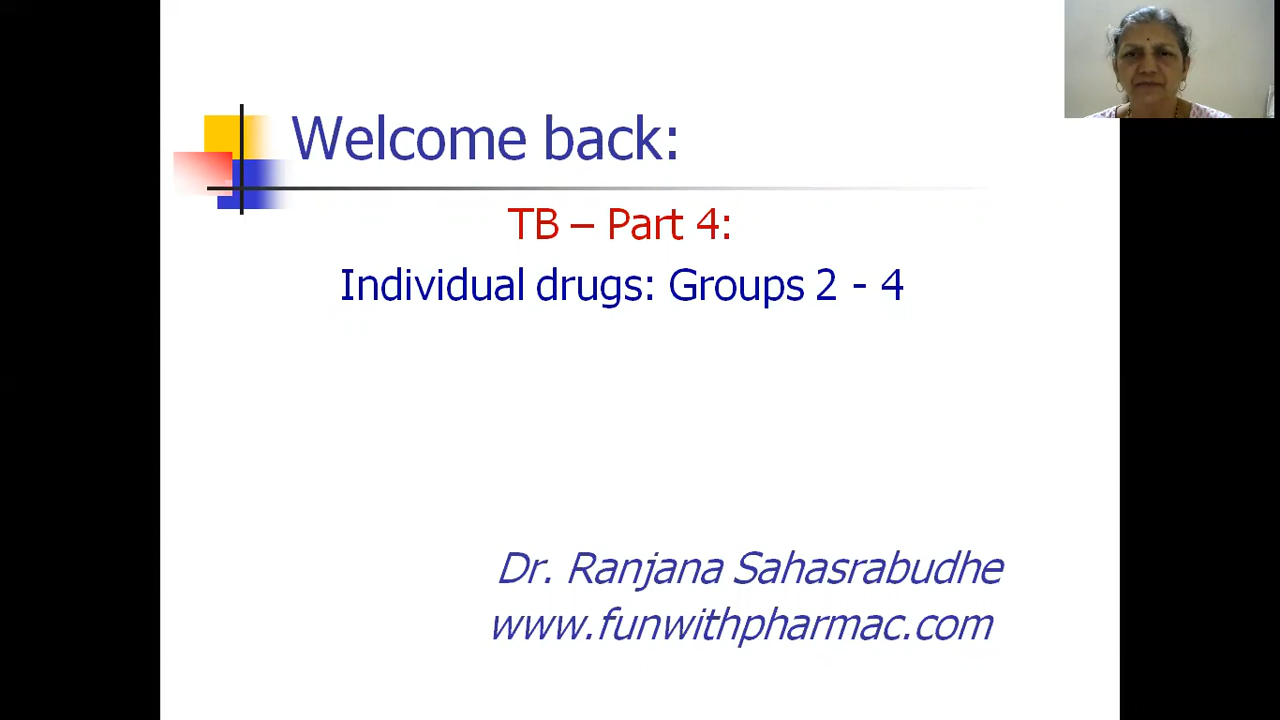 Welcome back:
TB – Part 4:
Individual drugs: Groups 2 - 4
Dr. Ranjana Sahasrabudhe
www.funwithpharmac.com